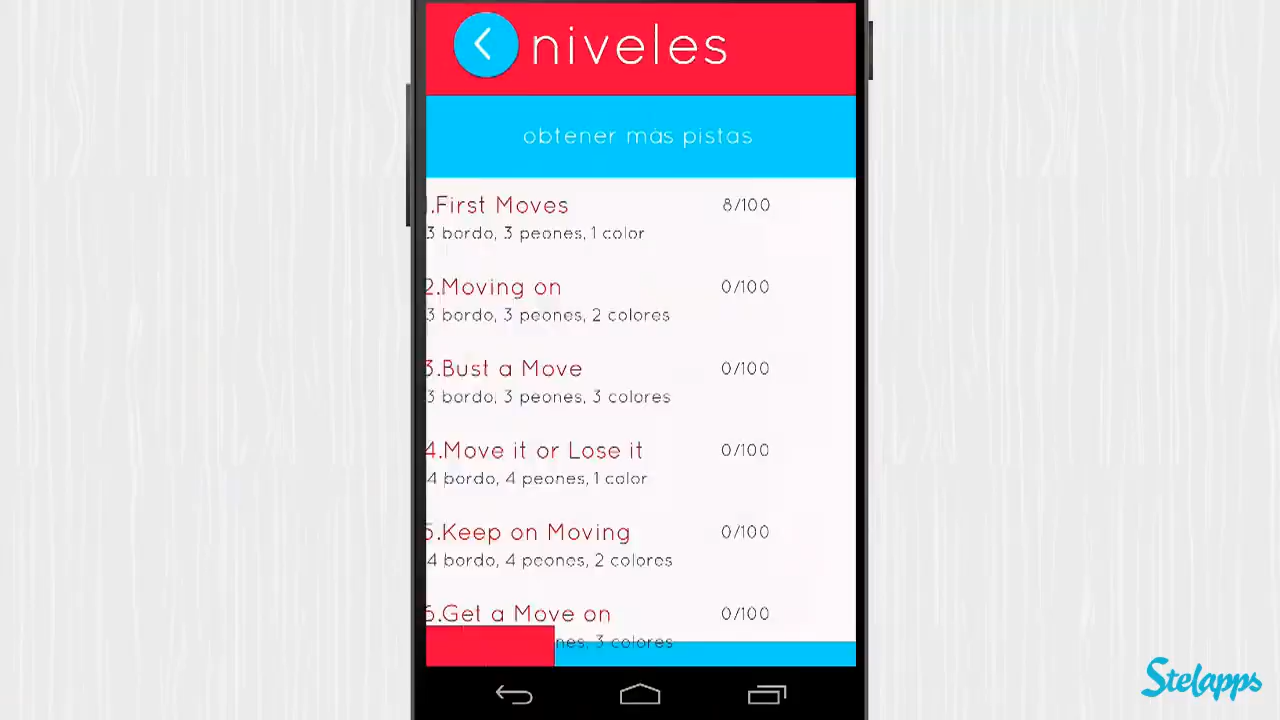 niveles
obtener más pistas
1.First Moves 8/100
3 bordo, 3 peones, 1 color
2.Moving on 0/100
3 bordo, 3 peones, 2 colores
3.Bust a Move 0/100
3 bordo, 3 peones, 3 colores
4.Move it or Lose it 0/100
4 bordo, 4 peones, 1 color
5.Keep on Moving 0/100
4 bordo, 4 peones, 2 colores
6.Get a Move on 0/100
3 colores
Stelapps